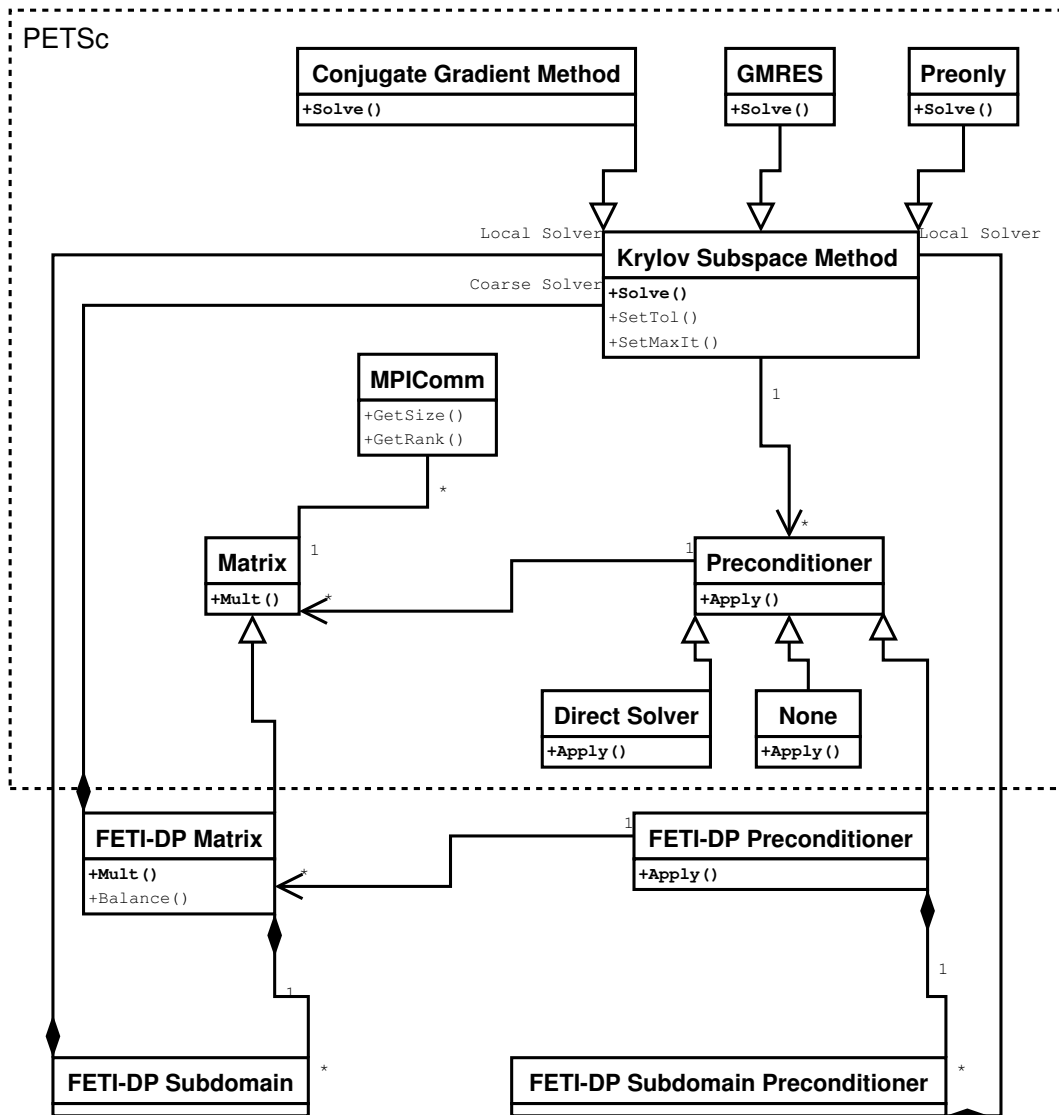 PETSc
Conjugate Gradient Method
+Solve()
GMRES
+Solve()
Preonly
+Solve()
Local Solver
Local Solver
Krylov Subspace Method
Coarse Solver
+Solve()
+SetTol()
+SetMaxIt()
MPIComm
+GetSize()
+GetRank()
1
*
*
1
1
Matrix
+Mult()
*
Preconditioner
+Apply()
Direct Solver
+Apply()
None
+Apply()
FETI-DP Matrix
+Mult()
+Balance()
1
*
FETI-DP Preconditioner
+Apply()
1
1
*
*
FETI-DP Subdomain
FETI-DP Subdomain Preconditioner